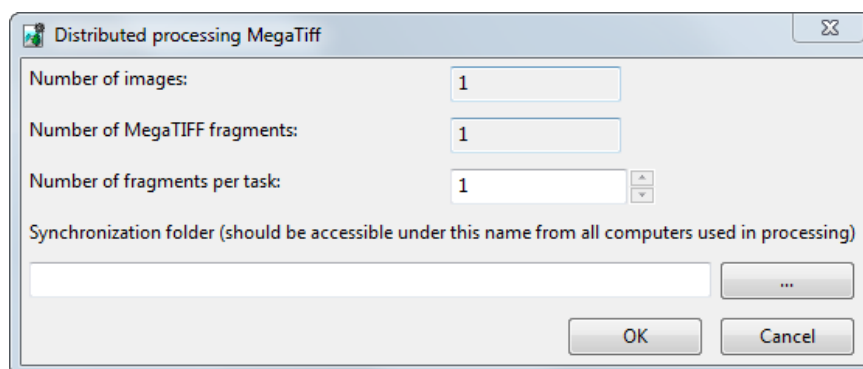 Distributed processing MegaTiff
Number of images: 1
Number of MegaTIFF fragments: 1
Number of fragments per task: 1
Synchronization folder (should be accessible under this name from all computers used in processing)
...
OK Cancel